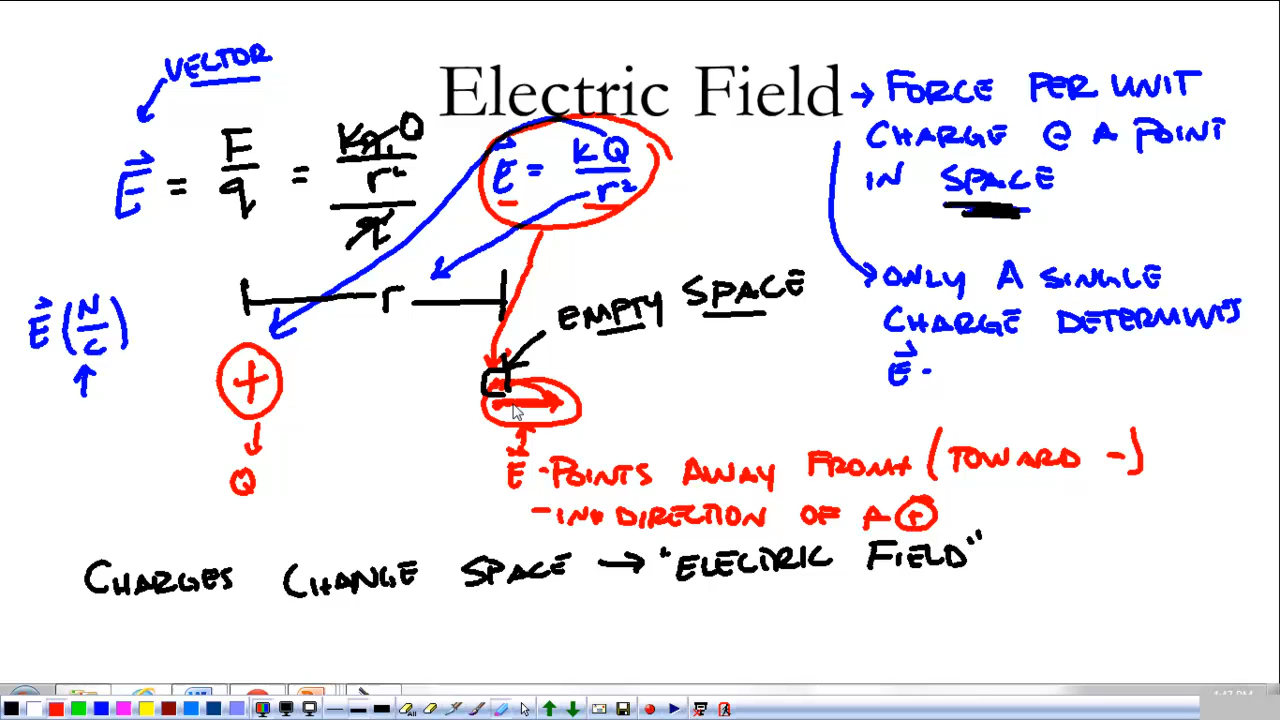 Electric Field
VECTOR
E = F/q = kqQ/r²/q
E = kQ/r²
→ FORCE PER UNIT
CHARGE @ A POINT
IN SPACE
→ ONLY A SINGLE
CHARGE DETERMINES
E.
r
EMPTY SPACE
E (N/C)
+
Q
E - POINTS AWAY FROM + (TOWARD -)
- IN DIRECTION OF A +
CHARGES CHANGE SPACE → "ELECTRIC FIELD"